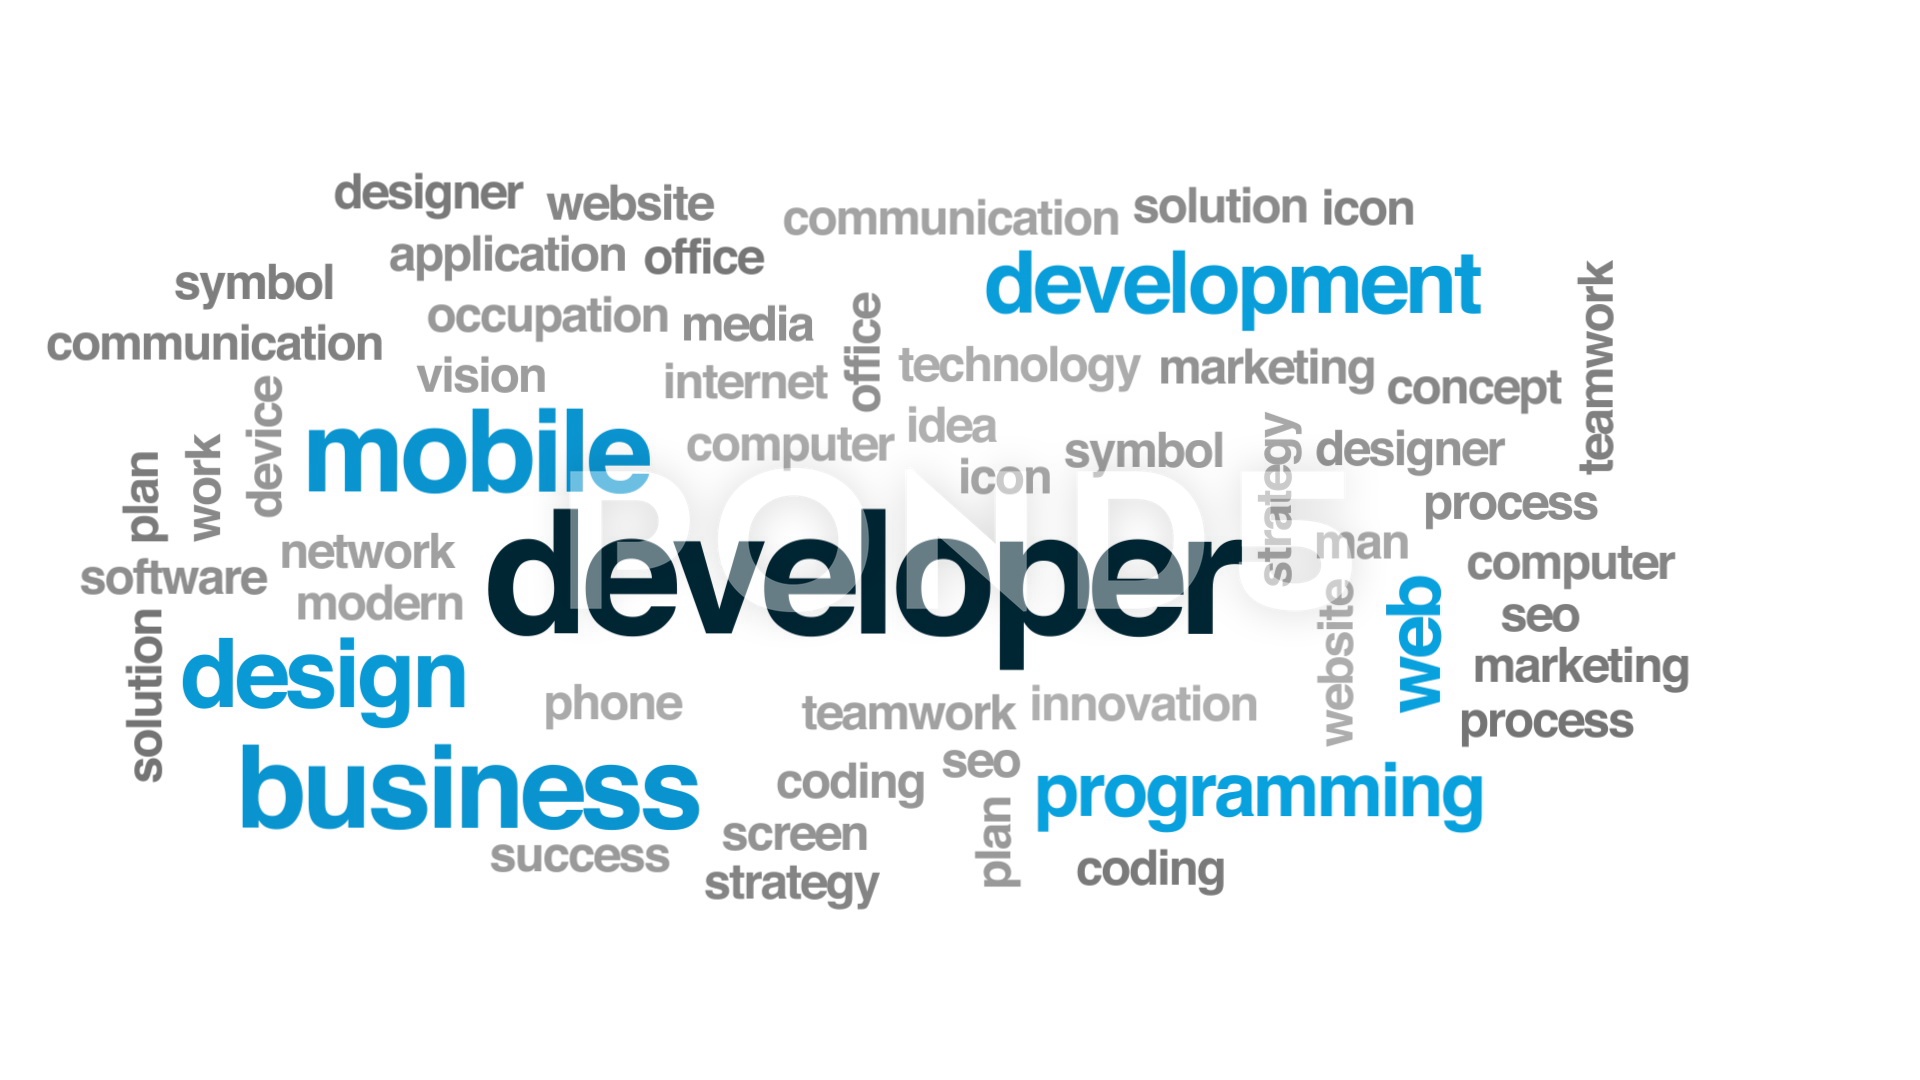 designer website
communication solution icon
application office
symbol
development
occupation media
communication
office
teamwork
vision
internet
technology marketing
concept
device
mobile
computer
idea
icon
symbol
strategy
designer
plan
work
process
POND5
network
developer
man
software
modern
computer
web
seo
website
solution
design
marketing
phone
teamwork
innovation
process
business
coding
seo
programming
screen
plan
success
strategy
coding